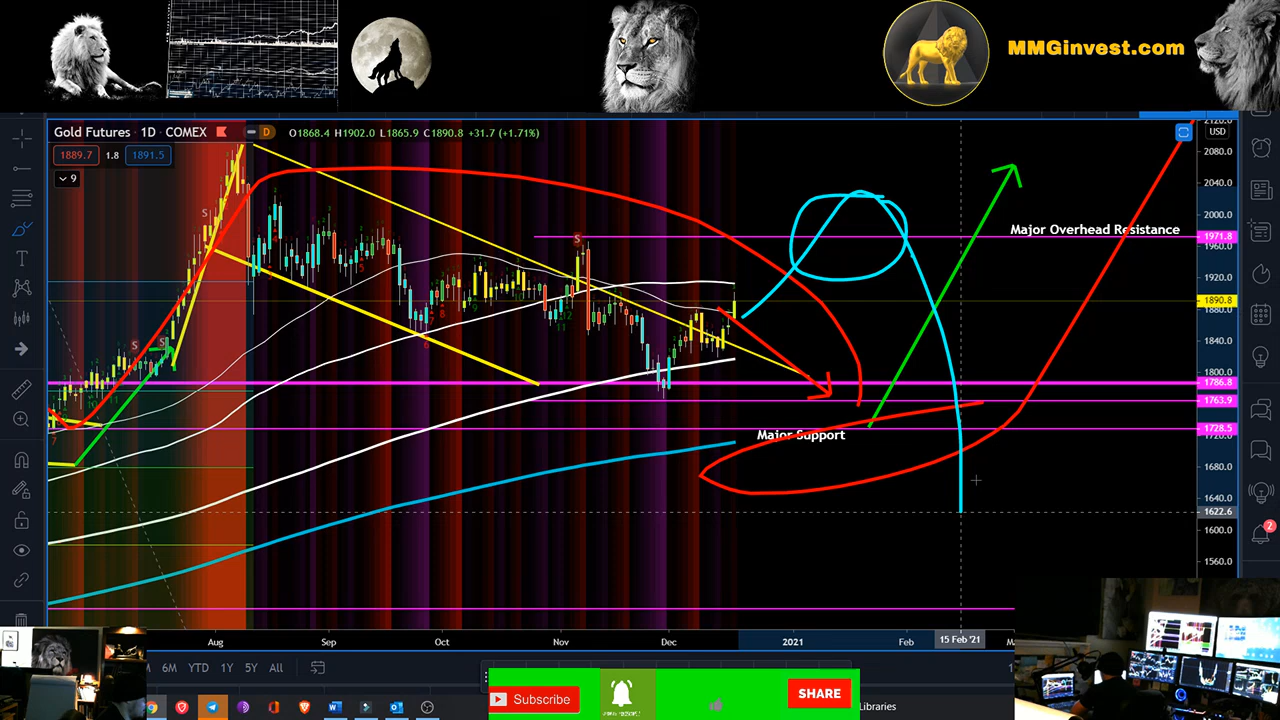 MMGinvest.com
Gold Futures · 1D · COMEX D O1868.4 H1902.0 L1865.9 C1890.8 +31.7 (+1.71%)
1889.7 1.8 1891.5
9
USD
2120.0
2080.0
2040.0
2000.0
1971.8
1960.0
1920.0
1890.8
1880.0
1840.0
1800.0
1786.8
1763.9
1728.5
1720.0
1680.0
1640.0
1622.6
1600.0
1560.0
S
S
S
S
Major Overhead Resistance
Major Support
Aug Sep Oct Nov Dec 2021 Feb 15 Feb '21
6M YTD 1Y 5Y All
2
Subscribe
SHARE
Libraries